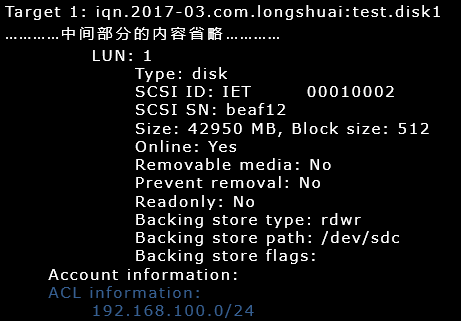 Target 1: iqn.2017-03.com.longshuai:test.disk1
…………中间部分的内容省略…………
LUN: 1
Type: disk
SCSI ID: IET 00010002
SCSI SN: beaf12
Size: 42950 MB, Block size: 512
Online: Yes
Removable media: No
Prevent removal: No
Readonly: No
Backing store type: rdwr
Backing store path: /dev/sdc
Backing store flags:
Account information:
ACL information:
192.168.100.0/24